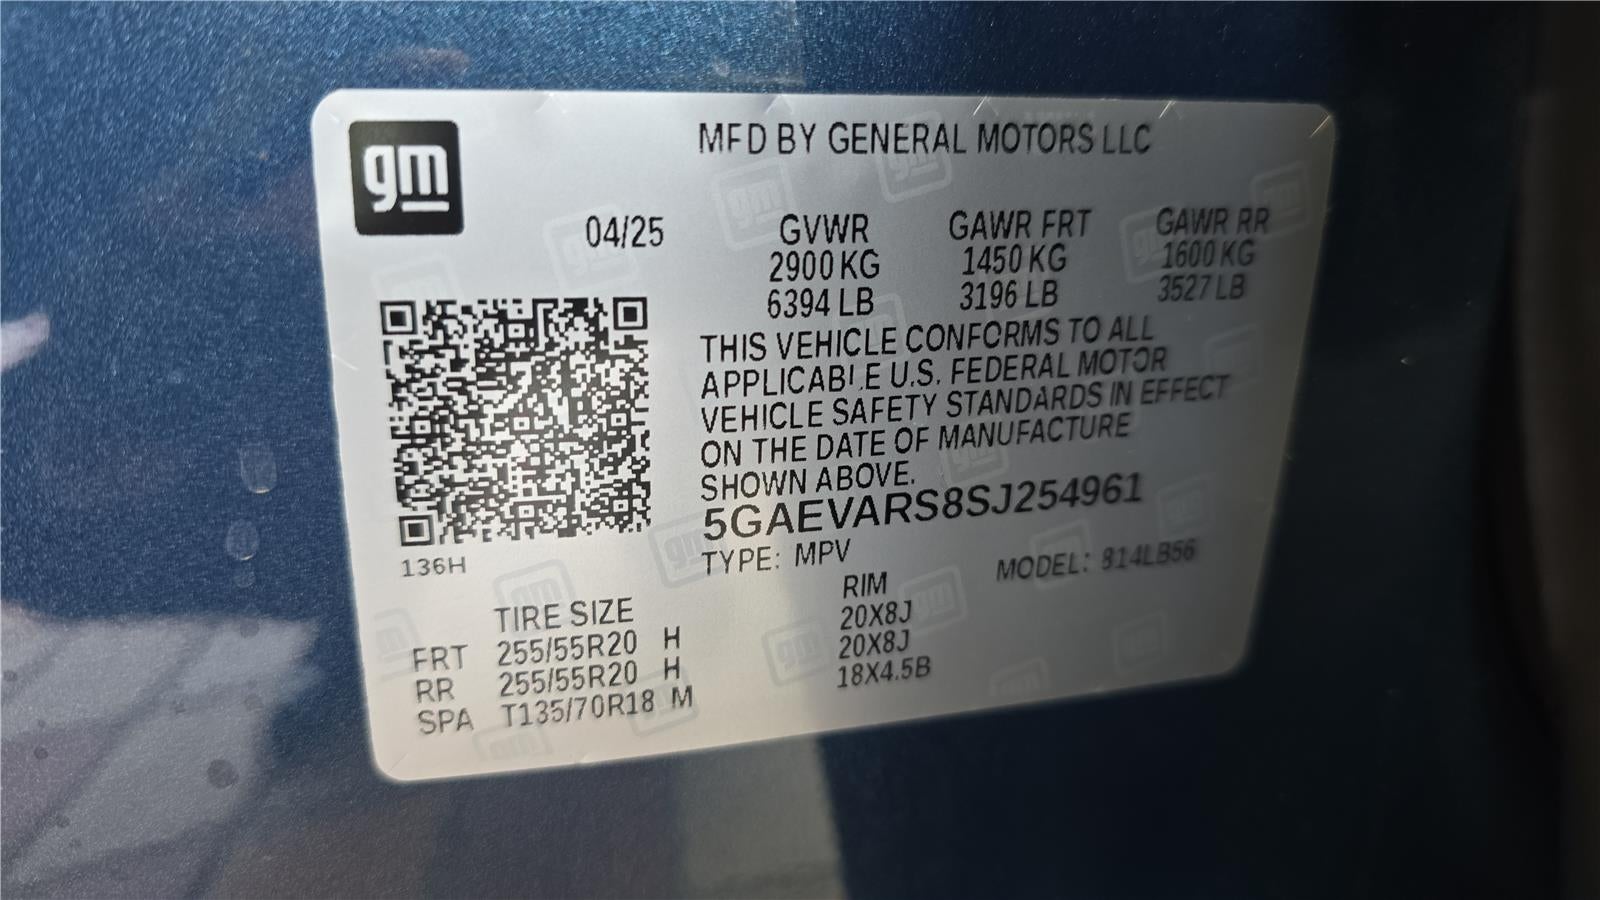 gm
MFD BY GENERAL MOTORS LLC
04/25 GVWR GAWR FRT GAWR RR
2900 KG 1450 KG 1600 KG
6394 LB 3196 LB 3527 LB
THIS VEHICLE CONFORMS TO ALL
APPLICABLE U.S. FEDERAL MOTOR
VEHICLE SAFETY STANDARDS IN EFFECT
ON THE DATE OF MANUFACTURE
SHOWN ABOVE.
5GAEVARS8SJ254961
136H
TYPE: MPV MODEL: 814LB56
TIRE SIZE RIM
FRT 255/55R20 H 20X8J
RR 255/55R20 H 20X8J
SPA T135/70R18 M 18X4.5B